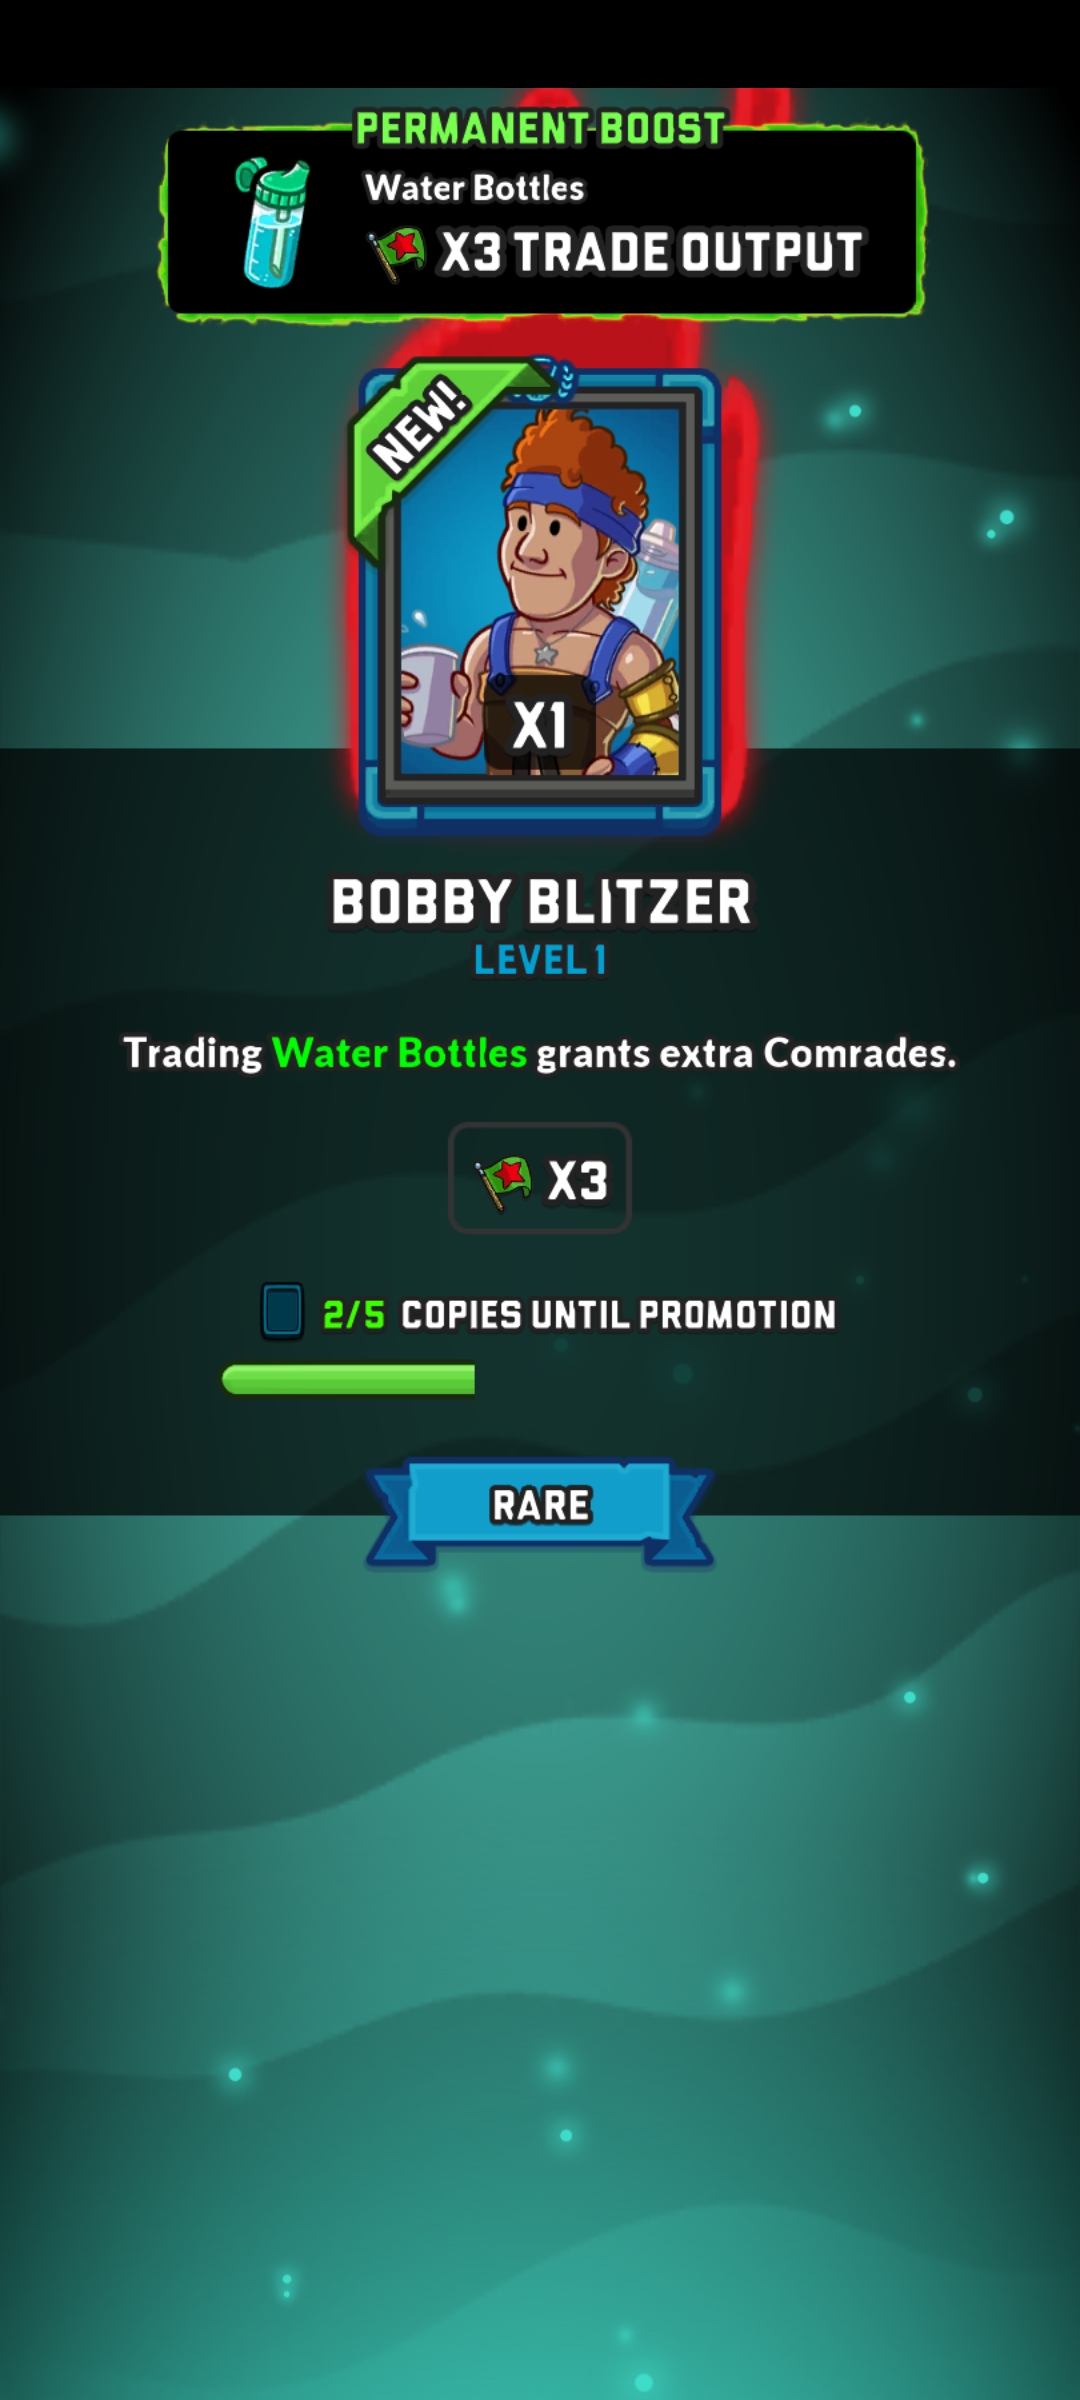 PERMANENT BOOST
Water Bottles
X3 TRADE OUTPUT
NEW!
X1
BOBBY BLITZER
LEVEL 1
Trading Water Bottles grants extra Comrades.
X3
2/5 COPIES UNTIL PROMOTION
RARE